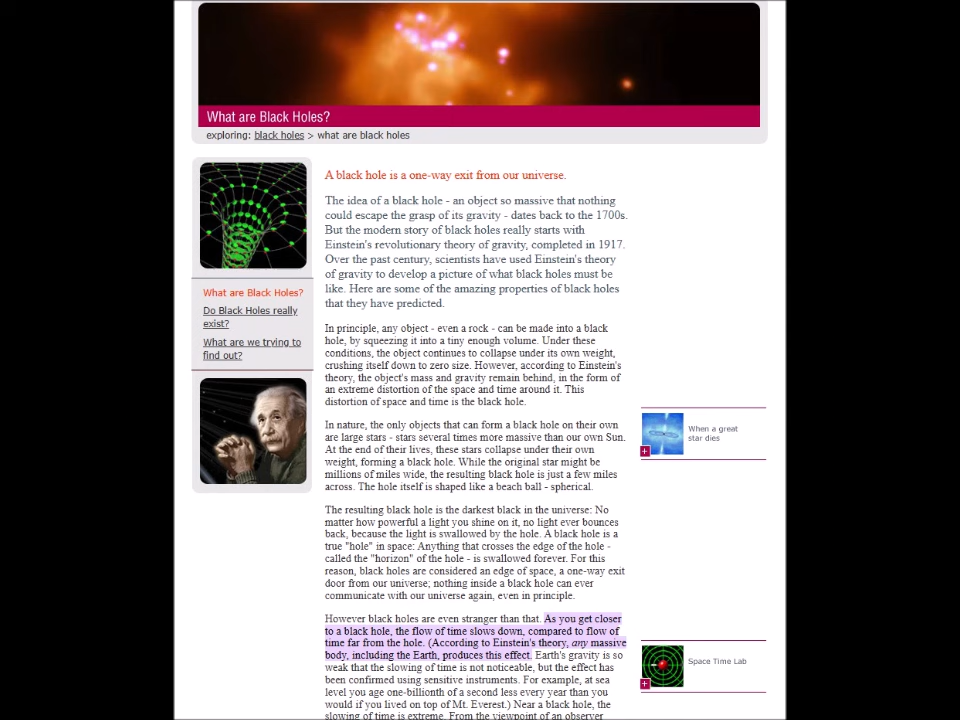 What are Black Holes?
exploring: black holes > what are black holes
What are Black Holes?
Do Black Holes really
exist?
What are we trying to
find out?
A black hole is a one-way exit from our universe.
The idea of a black hole - an object so massive that nothing
could escape the grasp of its gravity - dates back to the 1700s.
But the modern story of black holes really starts with
Einstein's revolutionary theory of gravity, completed in 1917.
Over the past century, scientists have used Einstein's theory
of gravity to develop a picture of what black holes must be
like. Here are some of the amazing properties of black holes
that they have predicted.
In principle, any object - even a rock - can be made into a black
hole, by squeezing it into a tiny enough volume. Under these
conditions, the object continues to collapse under its own weight,
crushing itself down to zero size. However, according to Einstein's
theory, the object's mass and gravity remain behind, in the form of
an extreme distortion of the space and time around it. This
distortion of space and time is the black hole.
In nature, the only objects that can form a black hole on their own
are large stars - stars several times more massive than our own Sun.
At the end of their lives, these stars collapse under their own
weight, forming a black hole. While the original star might be
millions of miles wide, the resulting black hole is just a few miles
across. The hole itself is shaped like a beach ball - spherical.
The resulting black hole is the darkest black in the universe: No
matter how powerful a light you shine on it, no light ever bounces
back, because the light is swallowed by the hole. A black hole is a
true "hole" in space: Anything that crosses the edge of the hole -
called the "horizon" of the hole - is swallowed forever. For this
reason, black holes are considered an edge of space, a one-way exit
door from our universe; nothing inside a black hole can ever
communicate with our universe again, even in principle.
However black holes are even stranger than that. As you get closer
to a black hole, the flow of time slows down, compared to flow of
time far from the hole. (According to Einstein's theory, any massive
body, including the Earth, produces this effect. Earth's gravity is so
weak that the slowing of time is not noticeable, but the effect has
been confirmed using sensitive instruments. For example, at sea
level you age one-billionth of a second less every year than you
would if you lived on top of Mt. Everest.) Near a black hole, the
slowing of time is extreme. From the viewpoint of an observer
When a great
star dies
Space Time Lab